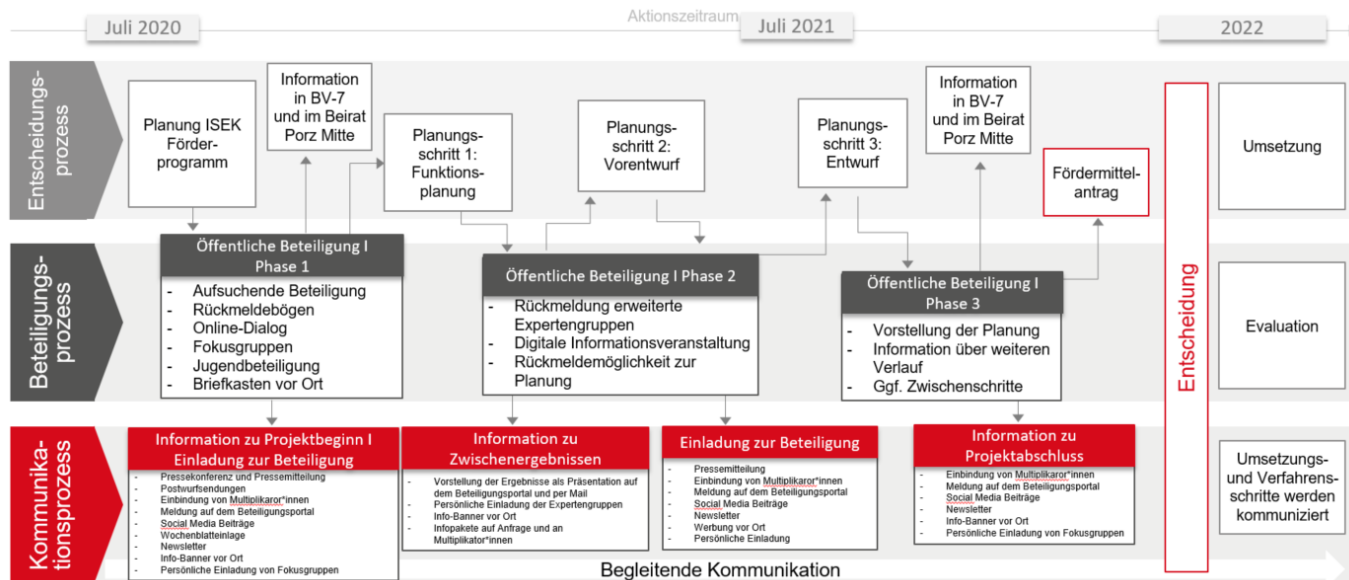 Aktionszeitraum
Juli 2020
Juli 2021
2022
Entscheidungs-
prozess
Planung ISEK
Förder-
programm
Information
in BV-7
und im Beirat
Porz Mitte
Planungs-
schritt 1:
Funktions-
planung
Planungs-
schritt 2:
Vorentwurf
Planungs-
schritt 3:
Entwurf
Information
in BV-7
und im Beirat
Porz Mitte
Fördermittel-
antrag
Umsetzung
Beteiligungs-
prozess
Öffentliche Beteiligung I
Phase 1
- Aufsuchende Beteiligung
- Rückmeldebögen
- Online-Dialog
- Fokusgruppen
- Jugendbeteiligung
- Briefkasten vor Ort
Öffentliche Beteiligung I Phase 2
- Rückmeldung erweiterte
Expertengruppen
- Digitale Informationsveranstaltung
- Rückmeldemöglichkeit zur
Planung
Öffentliche Beteiligung I
Phase 3
- Vorstellung der Planung
- Information über weiteren
Verlauf
- Ggf. Zwischenschritte
Entscheidung
Evaluation
Kommunika-
tionsprozess
Information zu Projektbeginn I
Einladung zur Beteiligung
- Pressekonferenz und Pressemitteilung
- Postwurfsendungen
- Einbindung von Multiplikaror*innen
- Meldung auf dem Beteiligungsportal
- Social Media Beiträge
- Wochenblatteinlage
- Newsletter
- Info-Banner vor Ort
- Persönliche Einladung von Fokusgruppen
Information zu
Zwischenergebnissen
- Vorstellung der Ergebnisse als Präsentation auf
dem Beteiligungsportal und per Mail
- Persönliche Einladung der Expertengruppen
- Info-Banner vor Ort
- Infopakete auf Anfrage und an
Multiplikator*innen
Einladung zur Beteiligung
- Pressemitteilung
- Einbindung von Multiplikaror*innen
- Meldung auf dem Beteiligungsportal
- Social Media Beiträge
- Newsletter
- Werbung vor Ort
- Persönliche Einladung
Information zu
Projektabschluss
- Einbindung von Multiplikaror*innen
- Meldung auf dem Beteiligungsportal
- Social Media Beiträge
- Newsletter
- Info-Banner vor Ort
- Persönliche Einladung von Fokusgruppen
Umsetzungs-
und Verfahrens-
schritte werden
kommuniziert
Begleitende Kommunikation